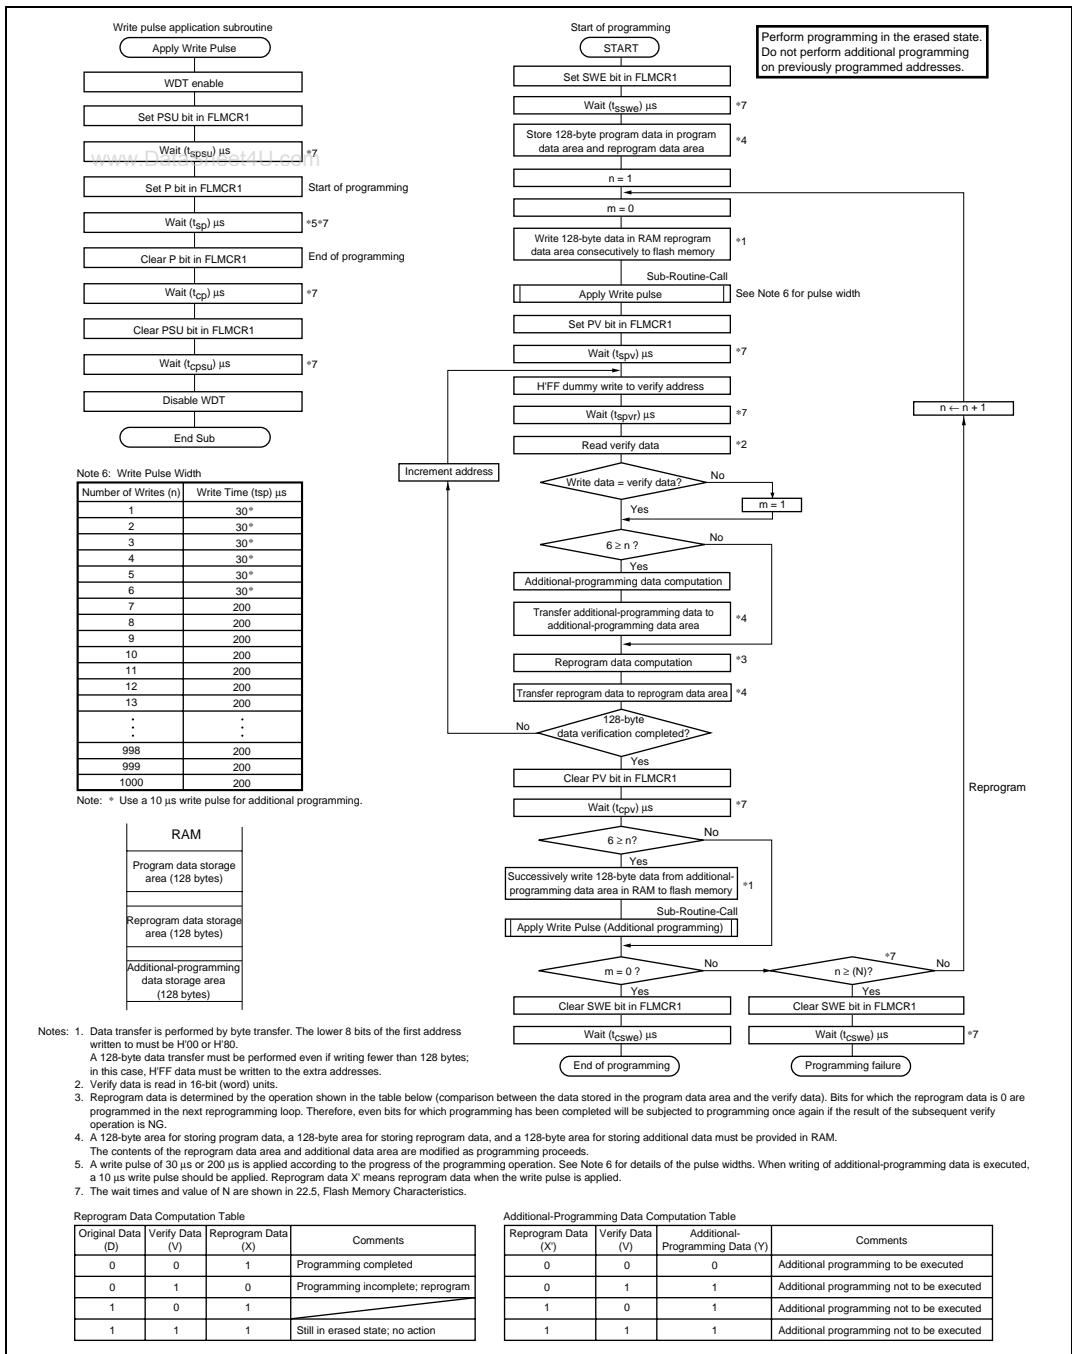 Write pulse application subroutine
Apply Write Pulse
WDT enable
Set PSU bit in FLMCR1
www.DataSheet4U.com
Wait (tspsu) μs
*7
Set P bit in FLMCR1
Start of programming
Wait (tsp) μs
*5*7
Clear P bit in FLMCR1
End of programming
Wait (tcp) μs
*7
Clear PSU bit in FLMCR1
Wait (tcpsu) μs
*7
Disable WDT
End Sub
Note 6: Write Pulse Width
Number of Writes (n) Write Time (tsp) μs
1 30*
2 30*
3 30*
4 30*
5 30*
6 30*
7 200
8 200
9 200
10 200
11 200
12 200
13 200
998 200
999 200
1000 200
Note: * Use a 10 μs write pulse for additional programming.
RAM
Program data storage
area (128 bytes)
Reprogram data storage
area (128 bytes)
Additional-programming
data storage area
(128 bytes)
Start of programming
START
Perform programming in the erased state.
Do not perform additional programming
on previously programmed addresses.
Set SWE bit in FLMCR1
Wait (tsswe) μs
*7
Store 128-byte program data in program
data area and reprogram data area
*4
n = 1
m = 0
Write 128-byte data in RAM reprogram
data area consecutively to flash memory
*1
Sub-Routine-Call
Apply Write pulse
See Note 6 for pulse width
Set PV bit in FLMCR1
Wait (tspv) μs
*7
H'FF dummy write to verify address
Wait (tspvr) μs
*7
Read verify data
*2
Increment address
Write data = verify data?
No
m = 1
Yes
6 ≥ n ?
No
Yes
Additional-programming data computation
Transfer additional-programming data to
additional-programming data area
*4
Reprogram data computation
*3
Transfer reprogram data to reprogram data area
*4
128-byte
data verification completed?
No
Yes
Clear PV bit in FLMCR1
Wait (tcpv) μs
*7
6 ≥ n?
No
Yes
Successively write 128-byte data from additional-
programming data area in RAM to flash memory
*1
Sub-Routine-Call
Apply Write Pulse (Additional programming)
m = 0 ?
No
Yes
Clear SWE bit in FLMCR1
Wait (tcswe) μs
End of programming
n ← n + 1
Reprogram
*7
n ≥ (N)?
No
Yes
Clear SWE bit in FLMCR1
Wait (tcswe) μs
*7
Programming failure
Notes: 1. Data transfer is performed by byte transfer. The lower 8 bits of the first address
written to must be H'00 or H'80.
A 128-byte data transfer must be performed even if writing fewer than 128 bytes;
in this case, H'FF data must be written to the extra addresses.
2. Verify data is read in 16-bit (word) units.
3. Reprogram data is determined by the operation shown in the table below (comparison between the data stored in the program data area and the verify data). Bits for which the reprogram data is 0 are
programmed in the next reprogramming loop. Therefore, even bits for which programming has been completed will be subjected to programming once again if the result of the subsequent verify
operation is NG.
4. A 128-byte area for storing program data, a 128-byte area for storing reprogram data, and a 128-byte area for storing additional data must be provided in RAM.
The contents of the reprogram data area and additional data area are modified as programming proceeds.
5. A write pulse of 30 μs or 200 μs is applied according to the progress of the programming operation. See Note 6 for details of the pulse widths. When writing of additional-programming data is executed,
a 10 μs write pulse should be applied. Reprogram data X' means reprogram data when the write pulse is applied.
7. The wait times and value of N are shown in 22.5, Flash Memory Characteristics.
Reprogram Data Computation Table
Original Data (D) Verify Data (V) Reprogram Data (X) Comments
0 0 1 Programming completed
0 1 0 Programming incomplete; reprogram
1 0 1
1 1 1 Still in erased state; no action
Additional-Programming Data Computation Table
Reprogram Data (X') Verify Data (V) Additional-Programming Data (Y) Comments
0 0 0 Additional programming to be executed
0 1 1 Additional programming not to be executed
1 0 1 Additional programming not to be executed
1 1 1 Additional programming not to be executed